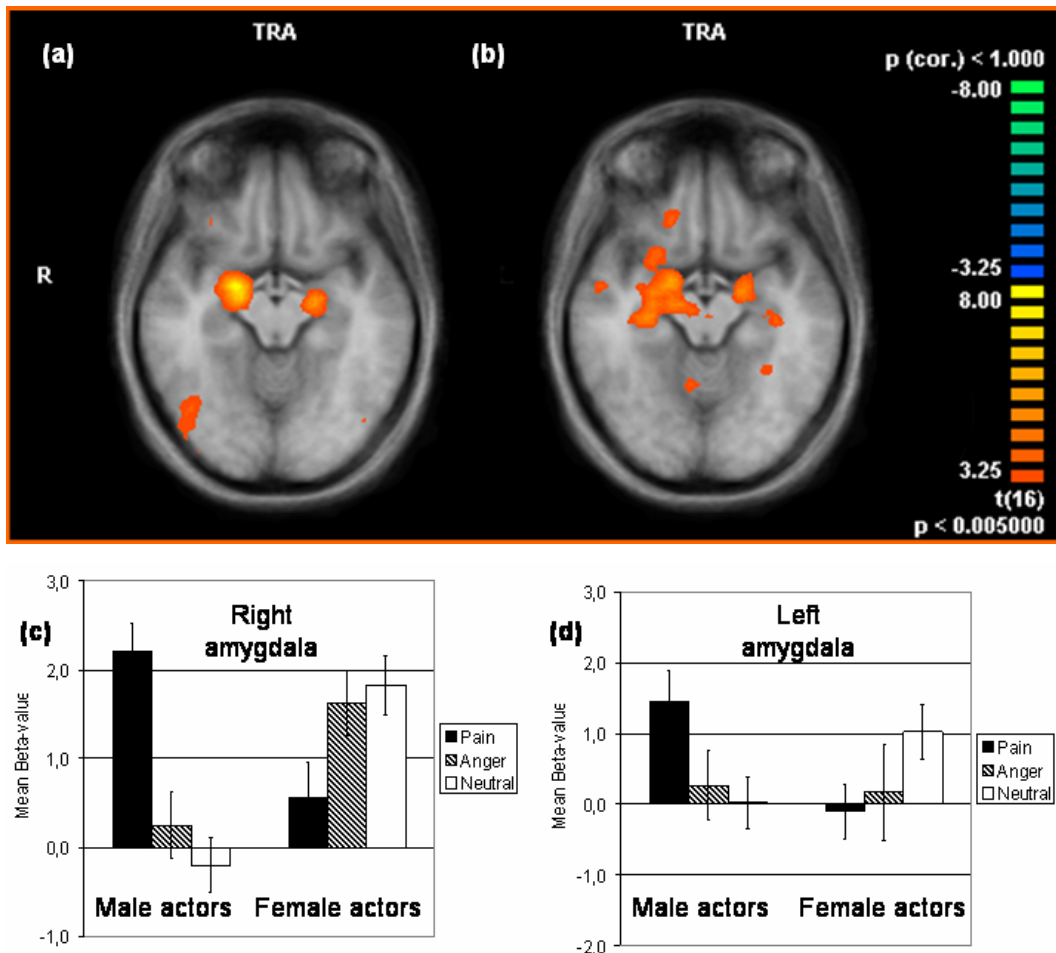 TRA
(a)
R
TRA
(b)
p (cor.) < 1.000
-8.00
-3.25
8.00
3.25
t(16)
p < 0.005000
(c)
Right
amygdala
Mean Beta-value
3,0
2,0
1,0
0,0
-1,0
Male actors
Female actors
Pain
Anger
Neutral
(d)
Left
amygdala
Mean Beta-value
3,0
2,0
1,0
0,0
-1,0
-2,0
Male actors
Female actors
Pain
Anger
Neutral